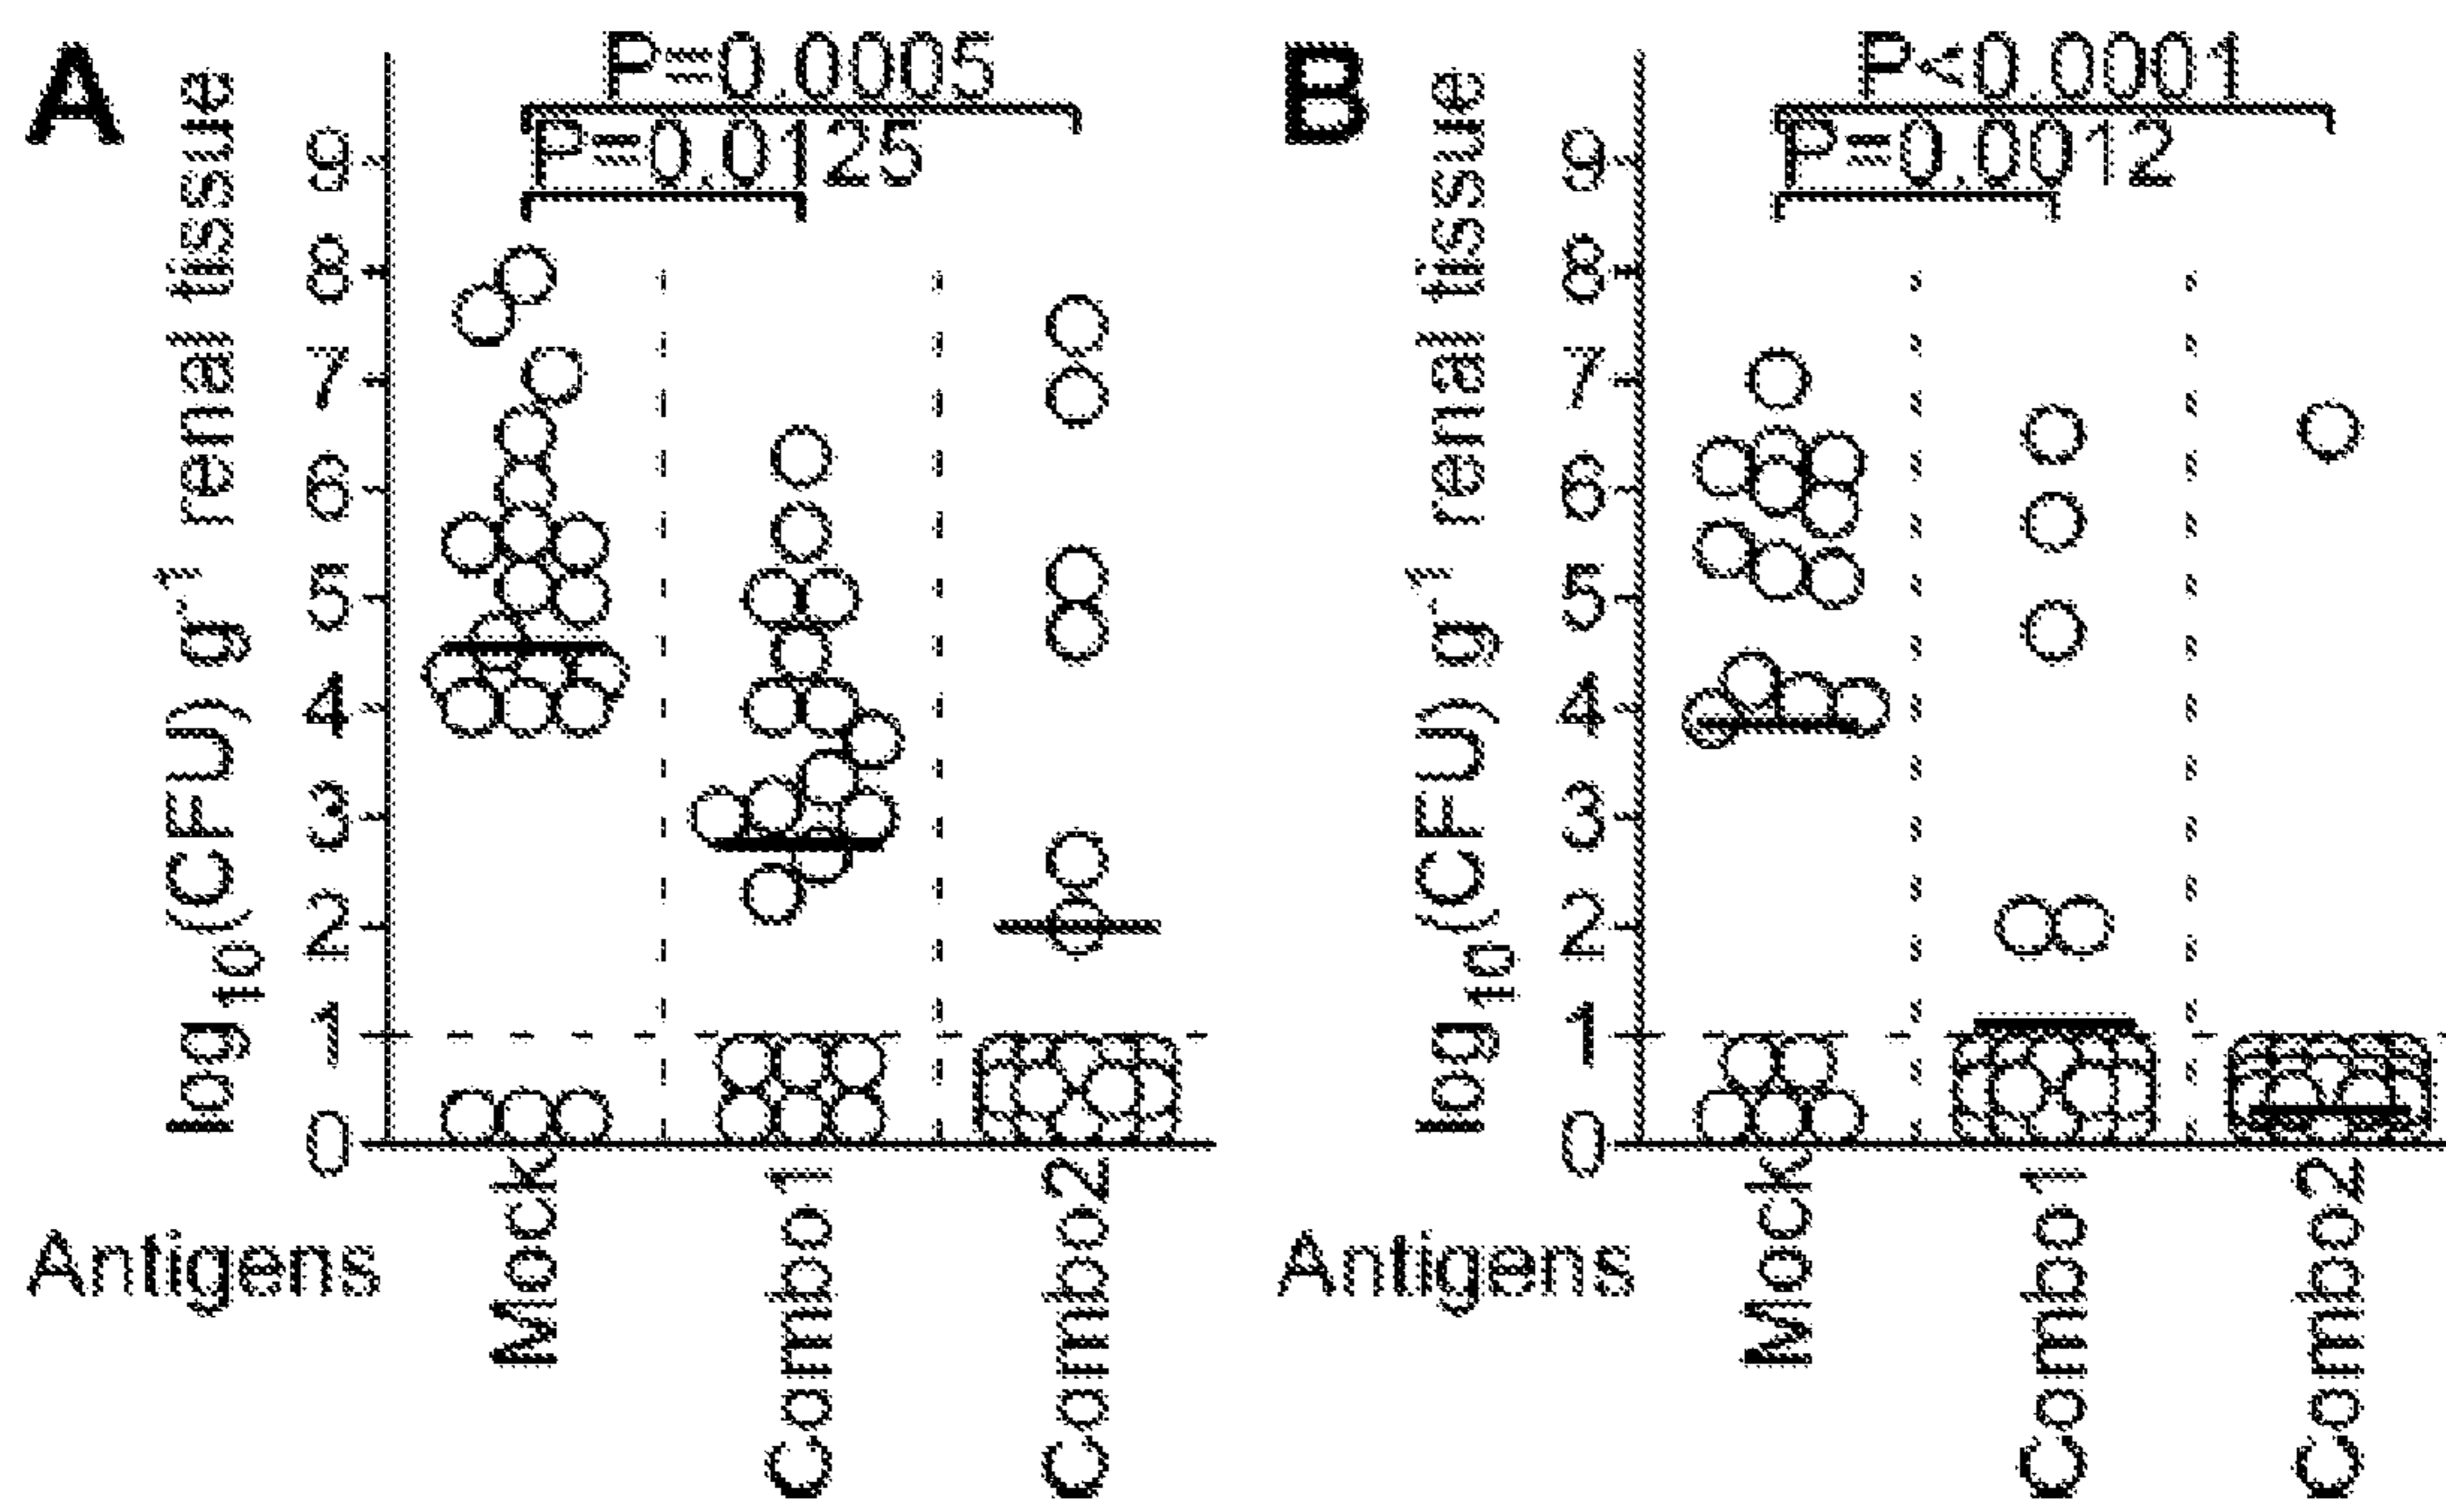 A
P=0.0005
P=0.0125
log10(CFU) g-1 renal tissue
9
8
7
6
5
4
3
2
1
0
Antigens
Mock
Combo1
Combo2
B
P<0.0001
P=0.0012
log10(CFU) g-1 renal tissue
9
8
7
6
5
4
3
2
1
0
Antigens
Mock
Combo1
Combo2